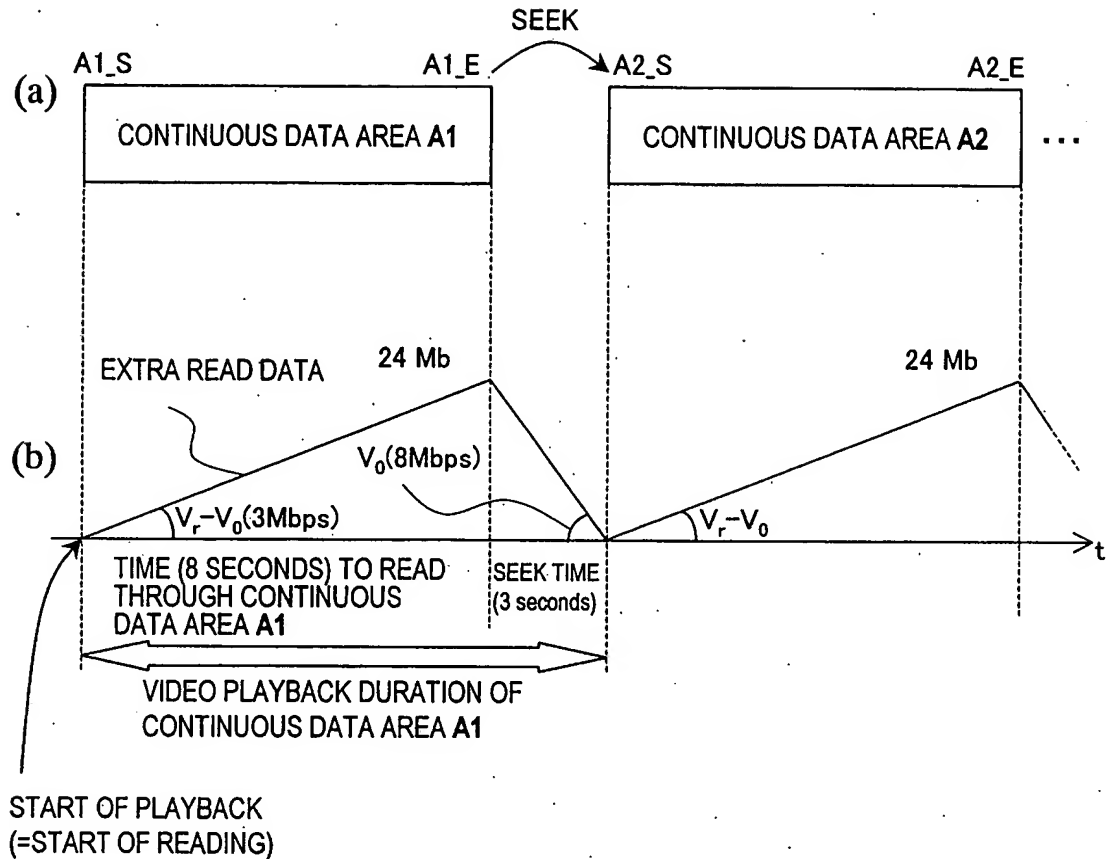 SEEK
A1_S A1_E A2_S A2_E
(a)
CONTINUOUS DATA AREA A1 CONTINUOUS DATA AREA A2 ...
24 Mb 24 Mb
EXTRA READ DATA
(b)
V0(8Mbps)
Vr-V0(3Mbps) Vr-V0
t
TIME (8 SECONDS) TO READ
THROUGH CONTINUOUS
DATA AREA A1
SEEK TIME
(3 seconds)
VIDEO PLAYBACK DURATION OF
CONTINUOUS DATA AREA A1
START OF PLAYBACK
(=START OF READING)